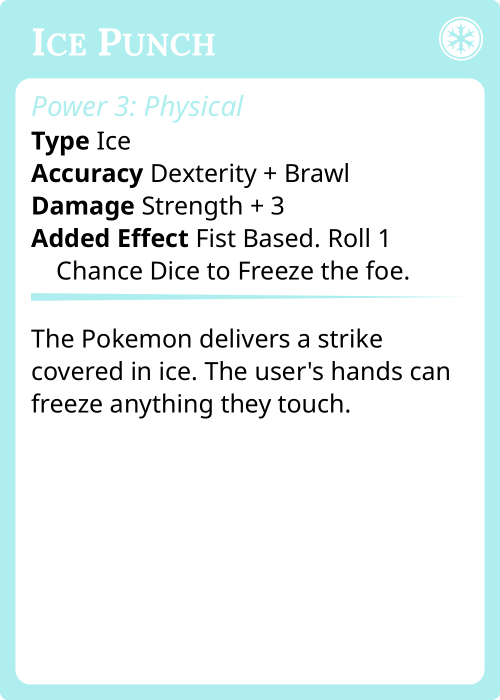 Ice Punch
Power 3: Physical
Type Ice
Accuracy Dexterity + Brawl
Damage Strength + 3
Added Effect Fist Based. Roll 1
Chance Dice to Freeze the foe.
The Pokemon delivers a strike
covered in ice. The user's hands can
freeze anything they touch.